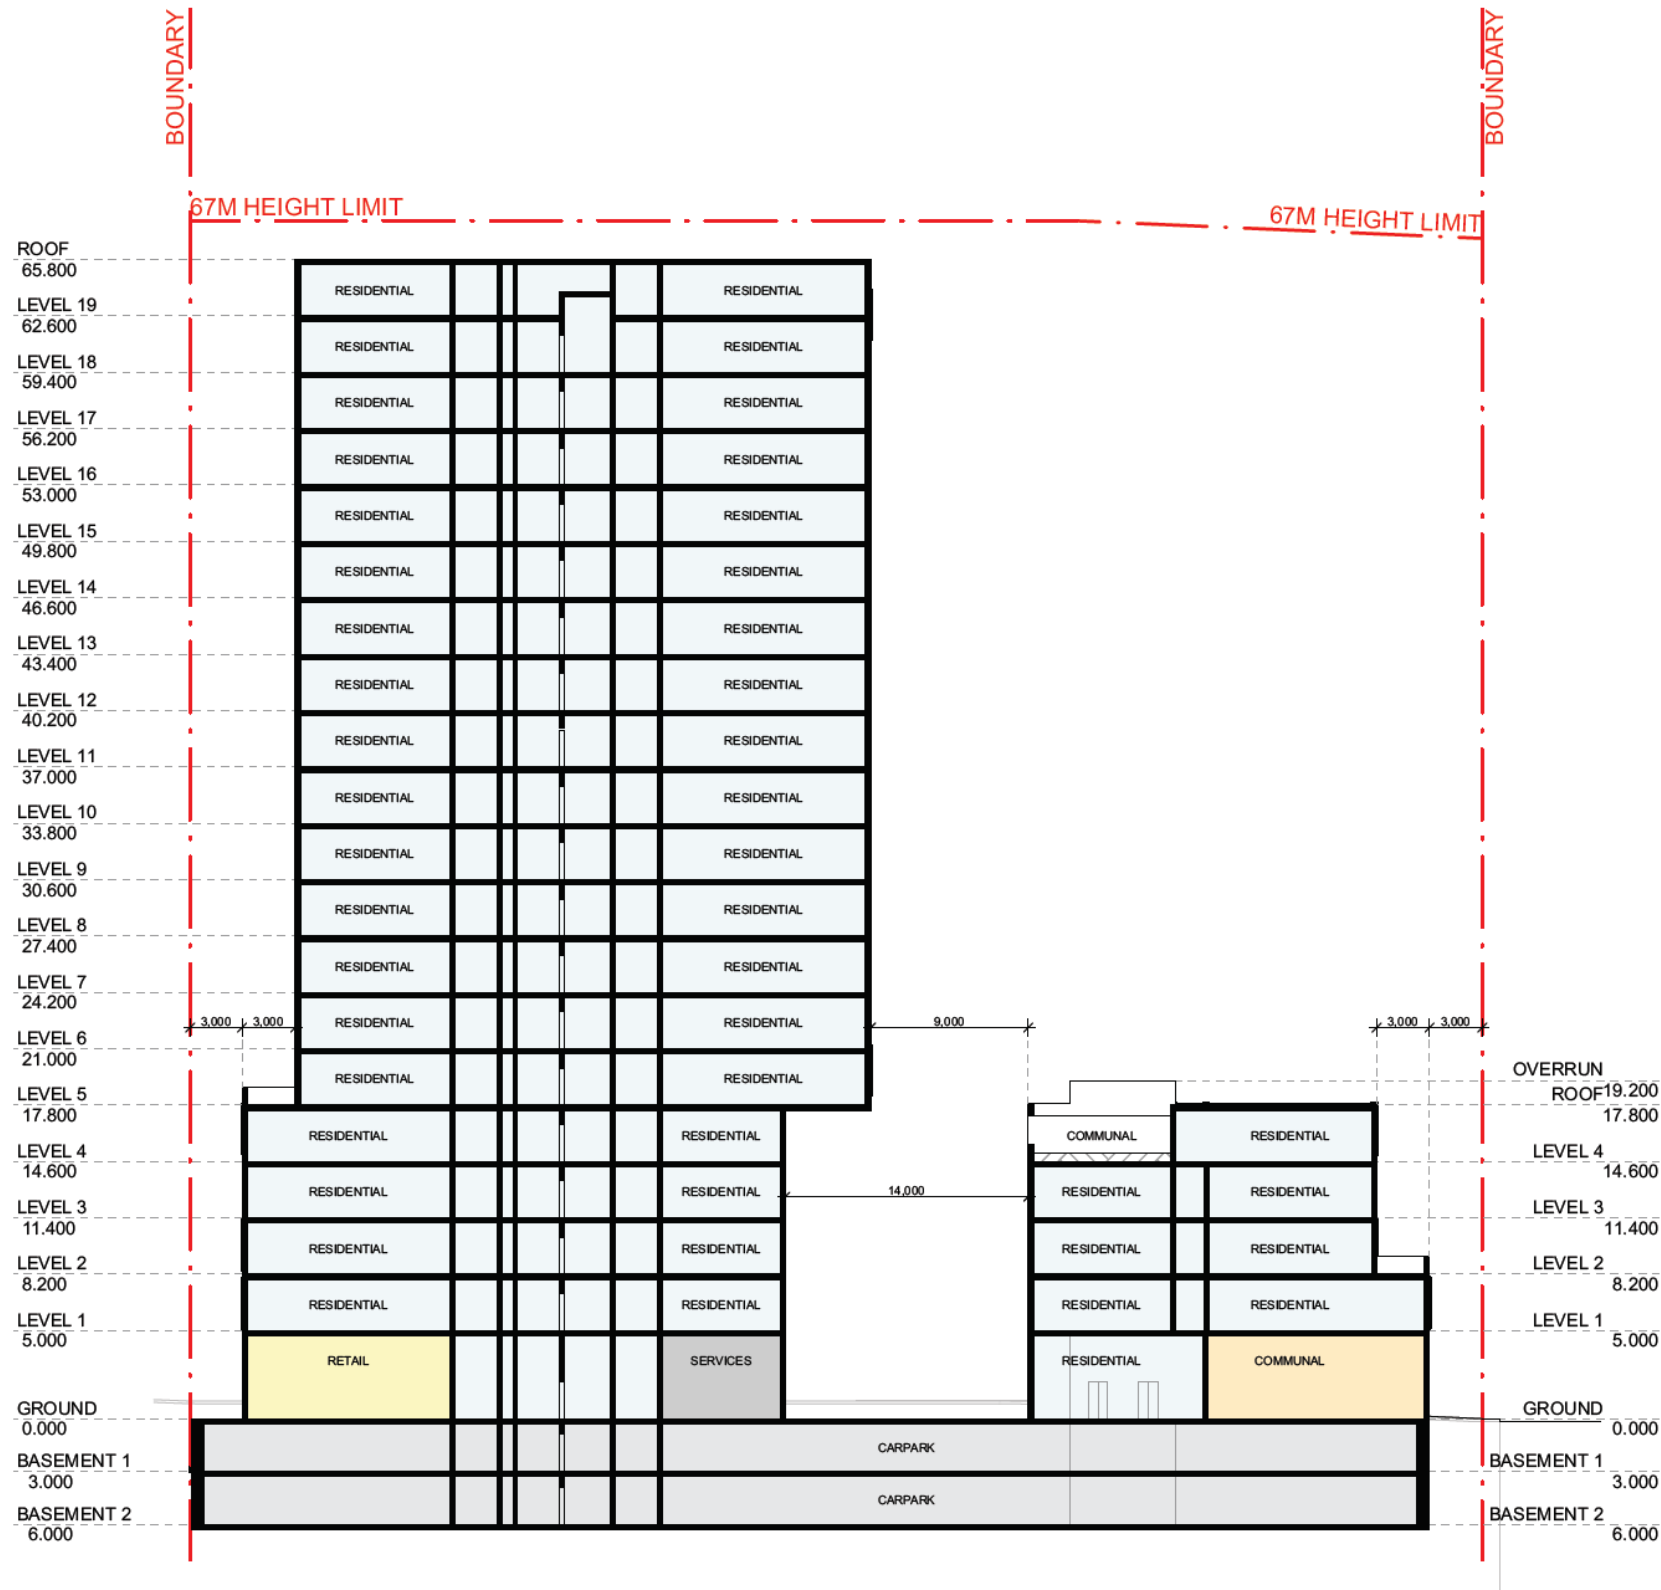 BOUNDARY
BOUNDARY
67M HEIGHT LIMIT
67M HEIGHT LIMIT
ROOF
65.800
RESIDENTIAL RESIDENTIAL
LEVEL 19
62.600
RESIDENTIAL RESIDENTIAL
LEVEL 18
59.400
RESIDENTIAL RESIDENTIAL
LEVEL 17
56.200
RESIDENTIAL RESIDENTIAL
LEVEL 16
53.000
RESIDENTIAL RESIDENTIAL
LEVEL 15
49.800
RESIDENTIAL RESIDENTIAL
LEVEL 14
46.600
RESIDENTIAL RESIDENTIAL
LEVEL 13
43.400
RESIDENTIAL RESIDENTIAL
LEVEL 12
40.200
RESIDENTIAL RESIDENTIAL
LEVEL 11
37.000
RESIDENTIAL RESIDENTIAL
LEVEL 10
33.800
RESIDENTIAL RESIDENTIAL
LEVEL 9
30.600
RESIDENTIAL RESIDENTIAL
LEVEL 8
27.400
RESIDENTIAL RESIDENTIAL
LEVEL 7
24.200
3,000 3,000 RESIDENTIAL RESIDENTIAL 9,000 3,000 3,000
LEVEL 6
21.000
RESIDENTIAL RESIDENTIAL OVERRUN
19.200
LEVEL 5 ROOF
17.800 17.800
RESIDENTIAL RESIDENTIAL COMMUNAL RESIDENTIAL
LEVEL 4 LEVEL 4
14.600 14.600
RESIDENTIAL RESIDENTIAL 14,000 RESIDENTIAL RESIDENTIAL
LEVEL 3 LEVEL 3
11.400 11.400
RESIDENTIAL RESIDENTIAL RESIDENTIAL RESIDENTIAL
LEVEL 2 LEVEL 2
8.200 8.200
RESIDENTIAL RESIDENTIAL RESIDENTIAL RESIDENTIAL
LEVEL 1 LEVEL 1
5.000 5.000
RETAIL SERVICES RESIDENTIAL COMMUNAL
GROUND GROUND
0.000 0.000
CARPARK
BASEMENT 1 BASEMENT 1
3.000 3.000
CARPARK
BASEMENT 2 BASEMENT 2
6.000 6.000